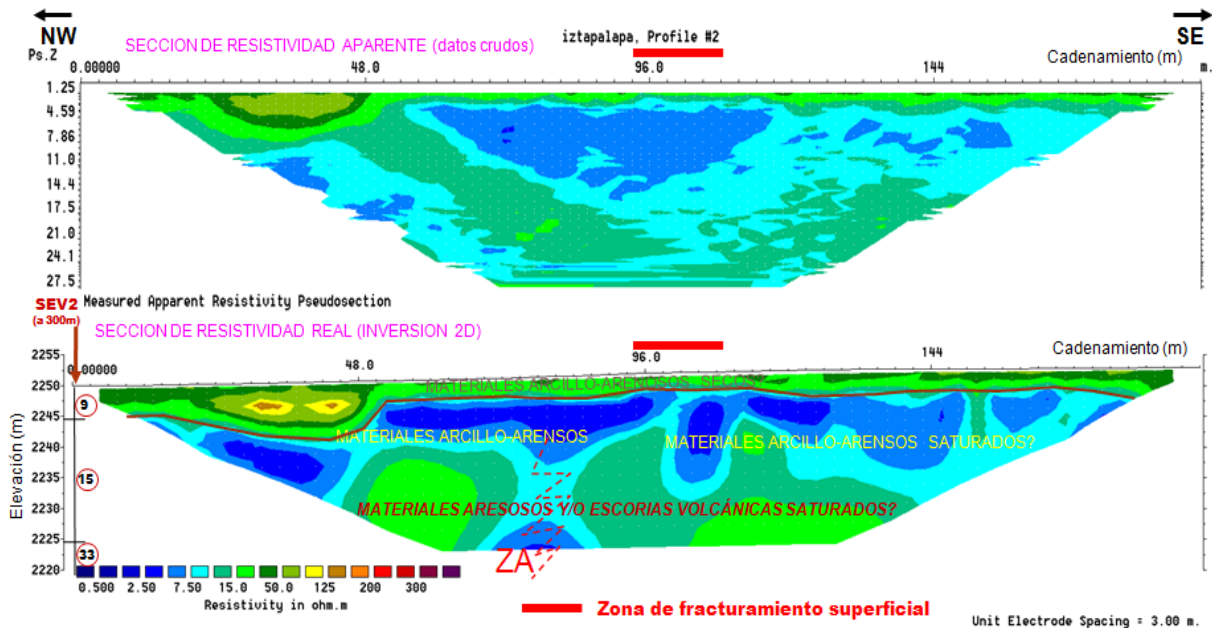 NW
SE
SECCION DE RESISTIVIDAD APARENTE (datos crudos)
iztapalapa, Profile #2
Cadenamiento (m)
Ps.Z
0.00000 48.0 96.0 144 m.
1.25
4.59
7.86
11.0
14.4
17.5
21.0
24.1
27.5
SEV2
(a 300m)
Measured Apparent Resistivity Pseudosection
SECCION DE RESISTIVIDAD REAL (INVERSION 2D)
Cadenamiento (m)
0.00000 48.0 96.0 144
Elevación (m)
2255
2250
2245
2240
2235
2230
2225
2220
9
15
33
MATERIALES ARCILLO-ARENOSOS SECOS?
MATERIALES ARCILLO-ARENSOS
MATERIALES ARCILLO-ARENSOS SATURADOS?
MATERIALES ARESOSOS Y/O ESCORIAS VOLCÁNICAS SATURADOS?
ZA
0.500 2.50 7.50 15.0 50.0 125 200 300
Resistivity in ohm.m
Zona de fracturamiento superficial
Unit Electrode Spacing = 3.00 m.